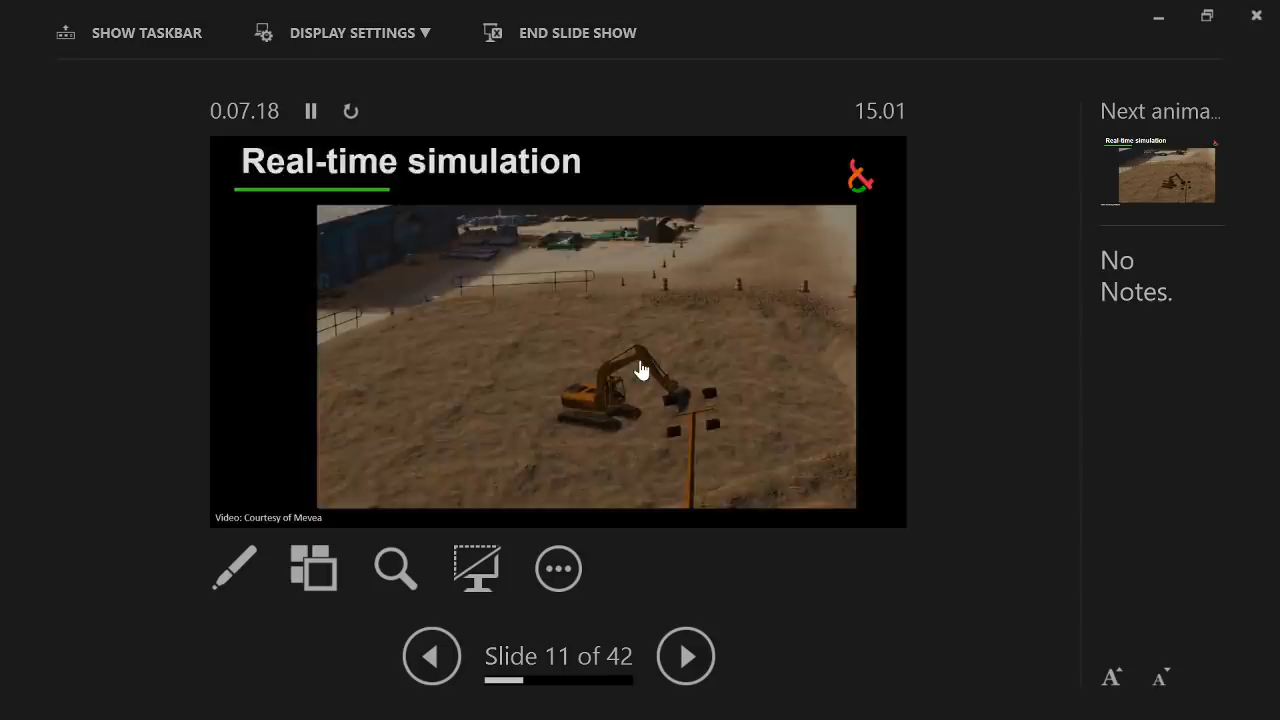 SHOW TASKBAR
DISPLAY SETTINGS ▼
END SLIDE SHOW
0.07.18
15.01
Next anima...
Real-time simulation
&
Real-time simulation
No
Notes.
Video: Courtesy of Mevea
Slide 11 of 42
A A